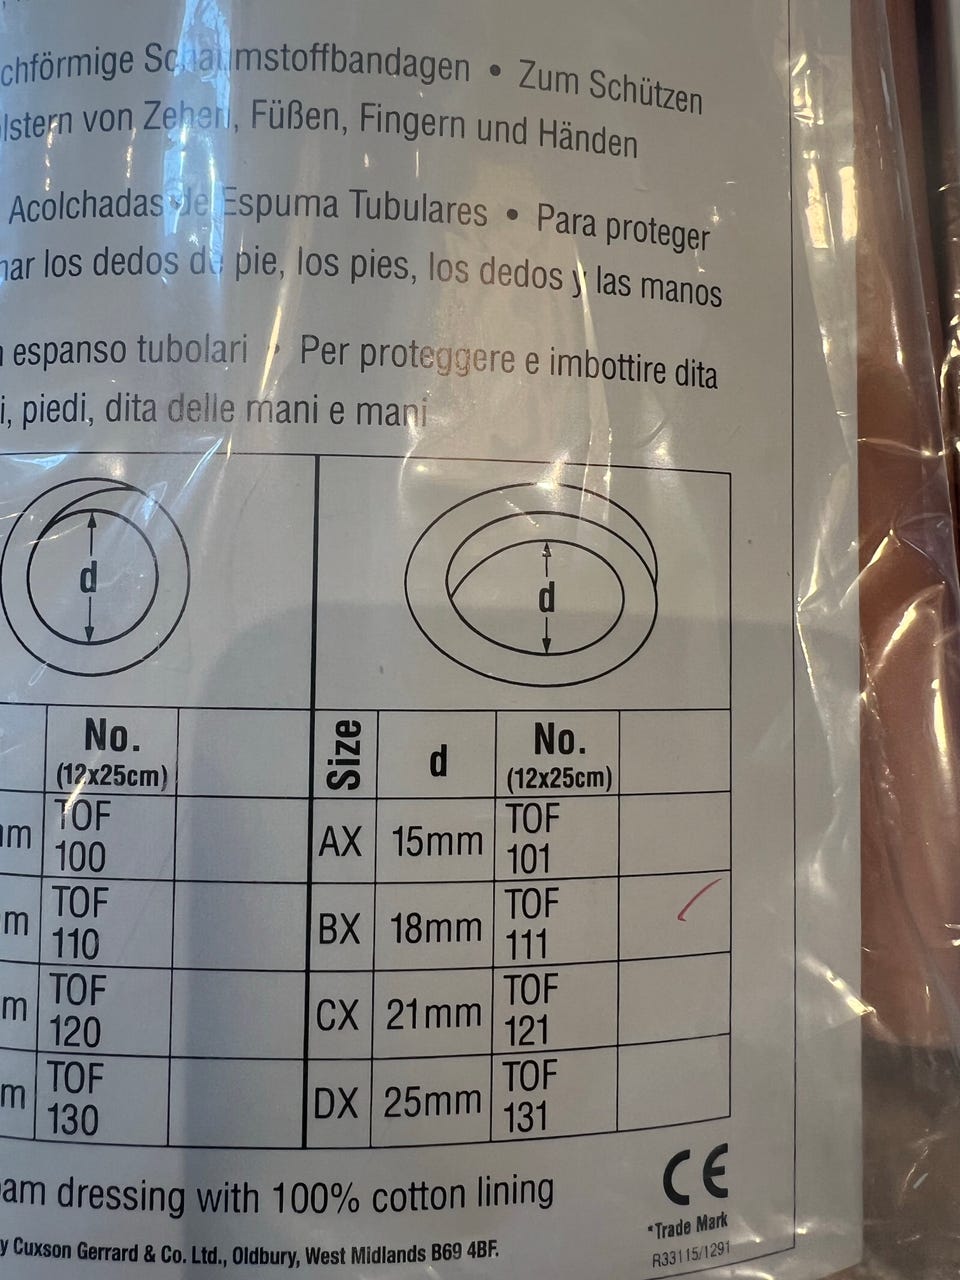 chförmige Schaumstoffbandagen • Zum Schützen
lstern von Zehen, Füßen, Fingern und Händen
Acolchadas de Espuma Tubulares • Para proteger
nar los dedos de pie, los pies, los dedos y las manos
espanso tubolari • Per proteggere e imbottire dita
i, piedi, dita delle mani e mani
d
d
No. (12x25cm) Size d No. (12x25cm)
mm TOF 100 AX 15mm TOF 101
m TOF 110 BX 18mm TOF 111
m TOF 120 CX 21mm TOF 121
m TOF 130 DX 25mm TOF 131
am dressing with 100% cotton lining
CE
y Cuxson Gerrard & Co. Ltd., Oldbury, West Midlands B69 4BF.
*Trade Mark
R33115/1291